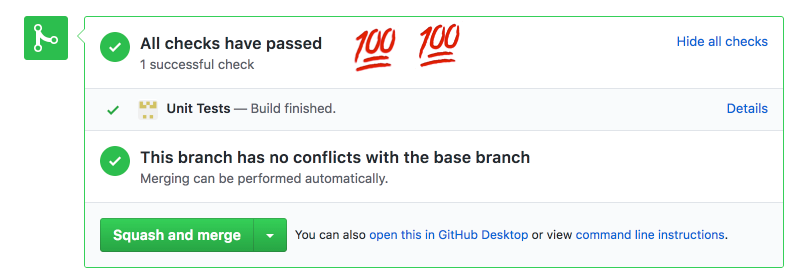 All checks have passed 💯 💯 Hide all checks
1 successful check
Unit Tests — Build finished. Details
This branch has no conflicts with the base branch
Merging can be performed automatically.
Squash and merge You can also open this in GitHub Desktop or view command line instructions.